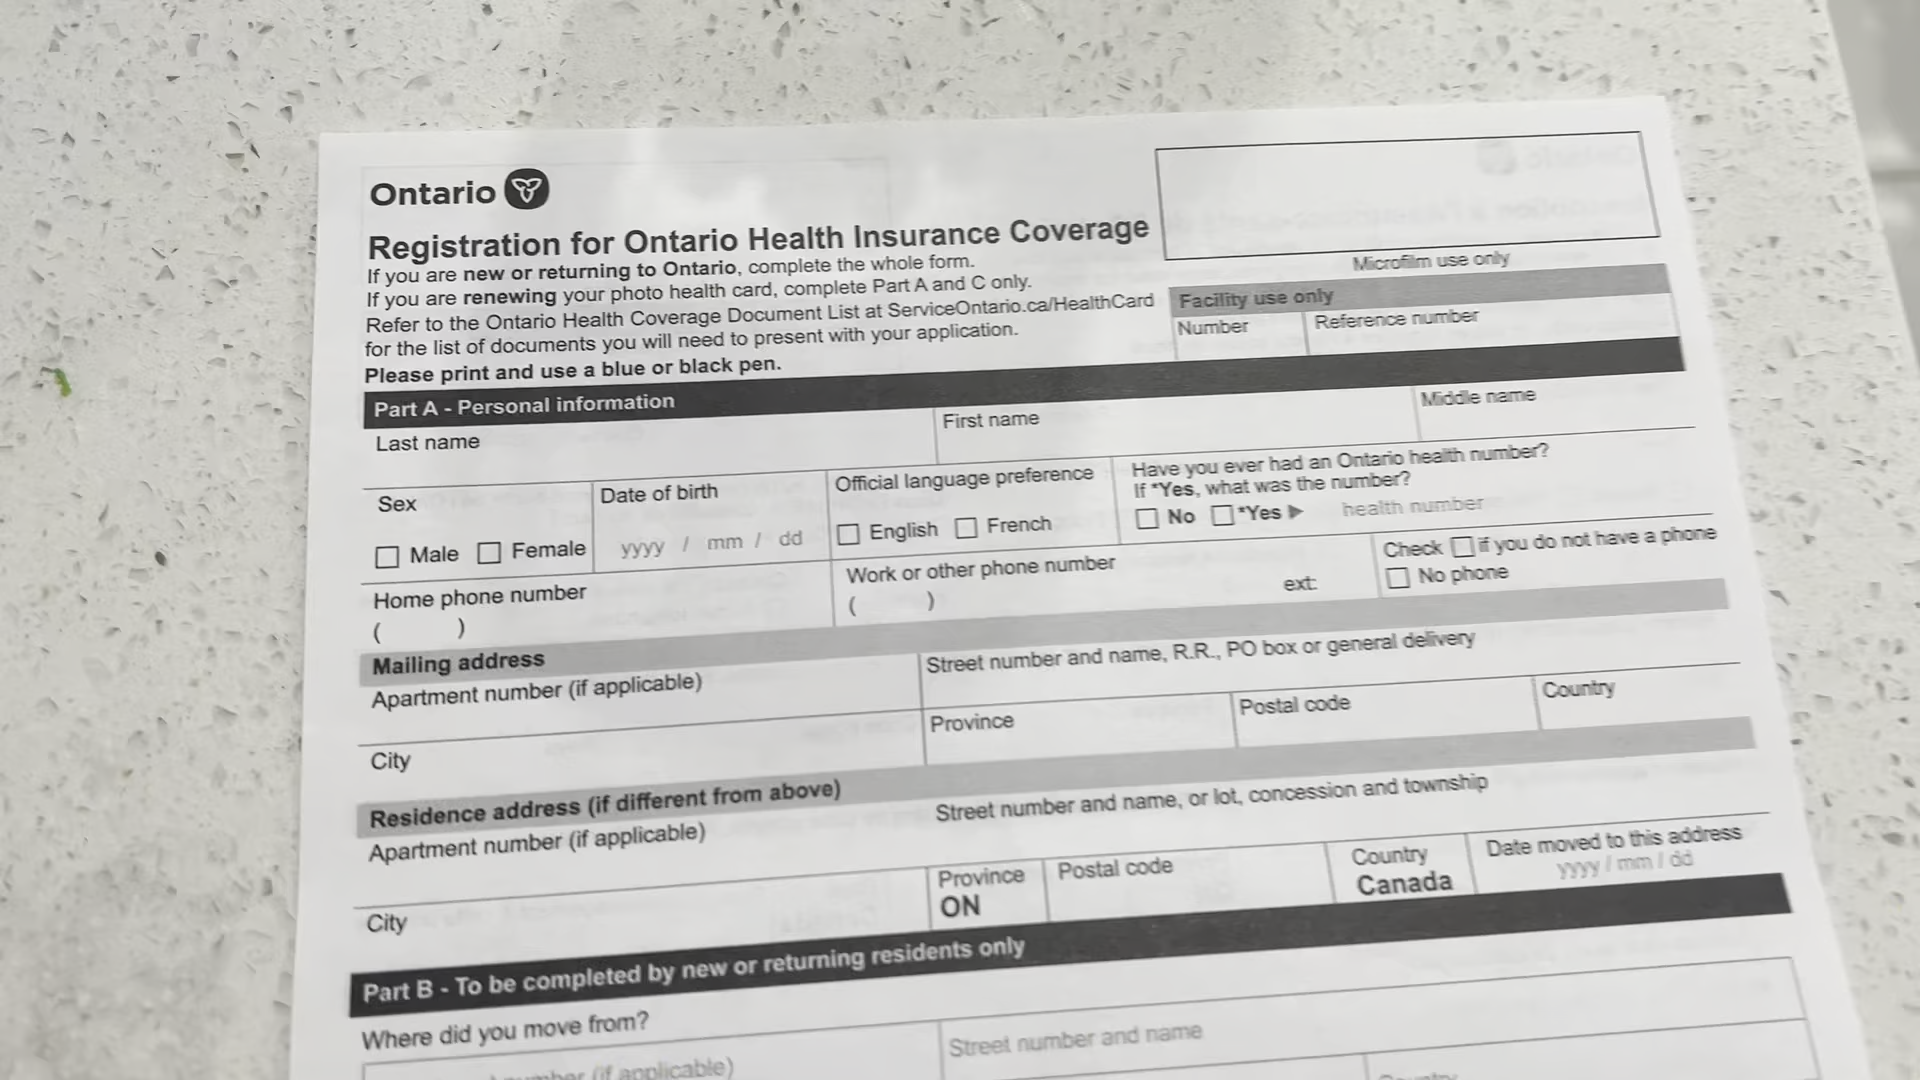 Ontario
Registration for Ontario Health Insurance Coverage
If you are new or returning to Ontario, complete the whole form.
If you are renewing your photo health card, complete Part A and C only.
Refer to the Ontario Health Coverage Document List at ServiceOntario.ca/HealthCard
for the list of documents you will need to present with your application.
Please print and use a blue or black pen.
Microfilm use only
Facility use only
Number Reference number
Part A - Personal information
Last name First name Middle name
Sex Date of birth Official language preference Have you ever had an Ontario health number?
If *Yes, what was the number?
Male Female yyyy / mm / dd English French No *Yes health number
Home phone number Work or other phone number ext: Check if you do not have a phone
( ) ( ) No phone
Mailing address
Apartment number (if applicable) Street number and name, R.R., PO box or general delivery
City Province Postal code Country
Residence address (if different from above)
Apartment number (if applicable) Street number and name, or lot, concession and township
City Province Postal code Country Date moved to this address
ON Canada yyyy / mm / dd
Part B - To be completed by new or returning residents only
Where did you move from?
(if applicable) Street number and name